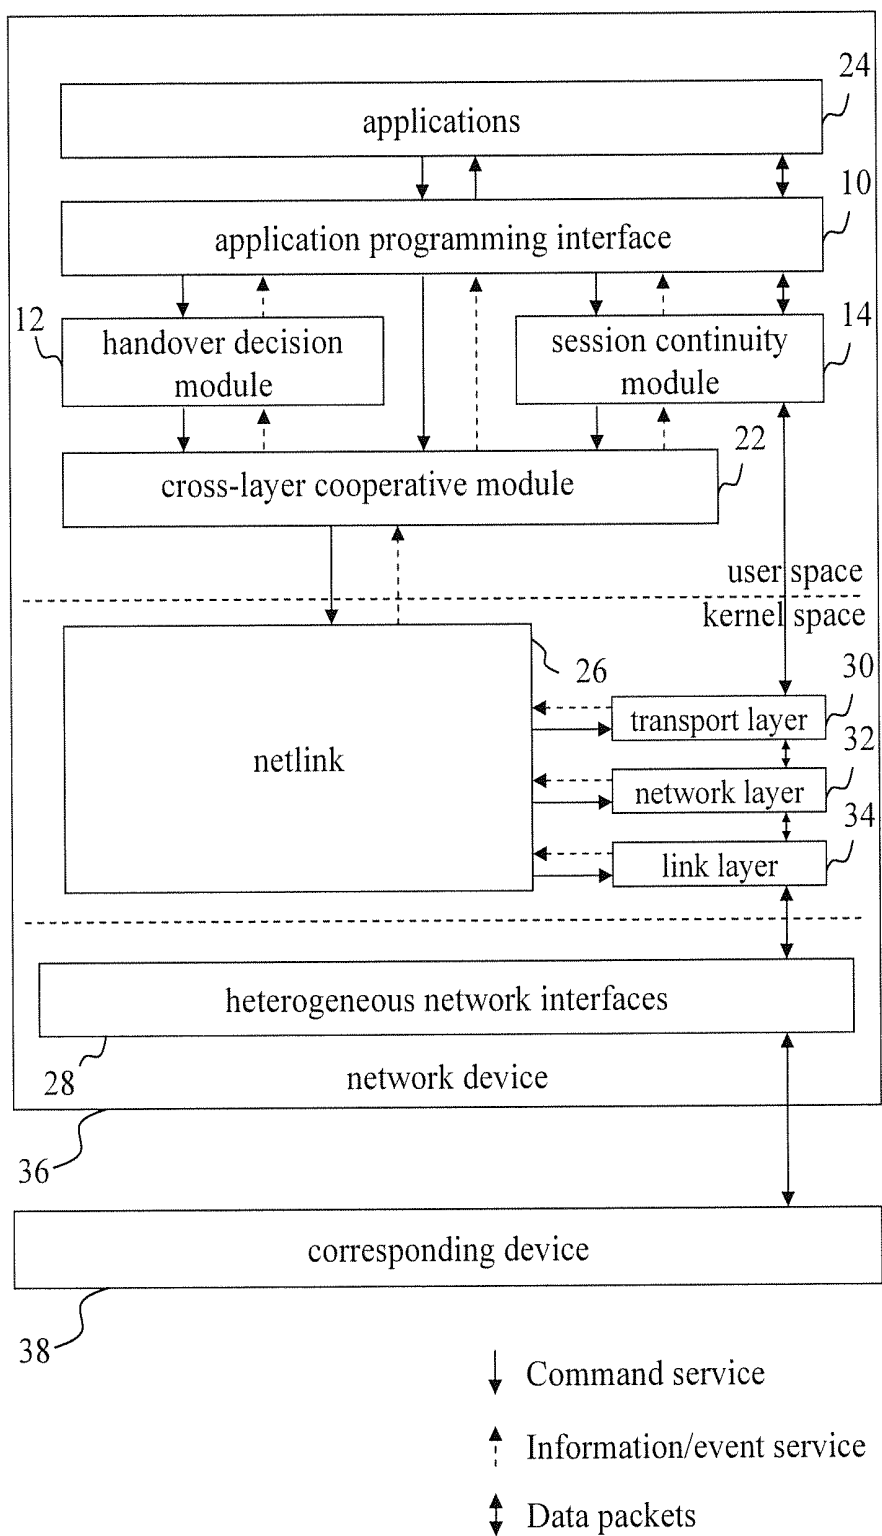 24
applications
10
application programming interface
12
handover decision
module
session continuity
module
14
22
cross-layer cooperative module
user space
kernel space
26
netlink
30
transport layer
32
network layer
34
link layer
heterogeneous network interfaces
28
network device
36
corresponding device
38
Command service
Information/event service
Data packets